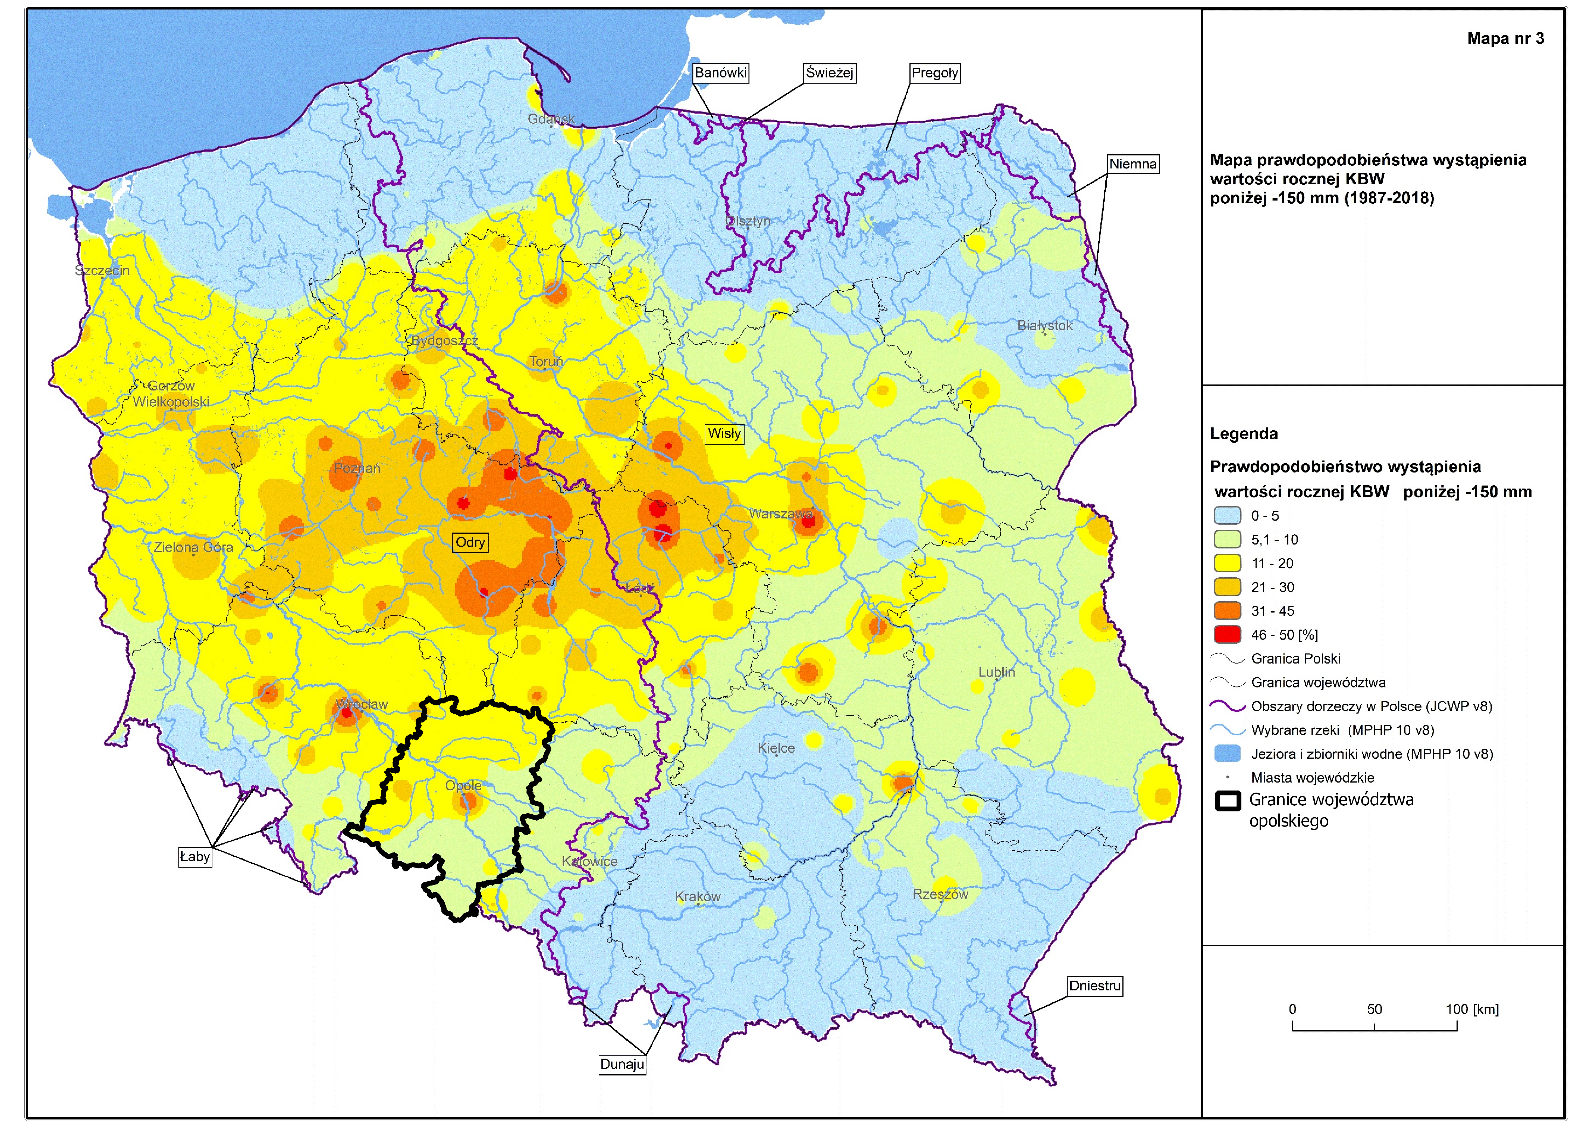 Mapa nr 3
Mapa prawdopodobieństwa wystąpienia
wartości rocznej KBW
poniżej -150 mm (1987-2018)
Legenda
Prawdopodobieństwo wystąpienia
wartości rocznej KBW poniżej -150 mm
0 - 5
5,1 - 10
11 - 20
21 - 30
31 - 45
46 - 50 [%]
Granica Polski
Granica województwa
Obszary dorzeczy w Polsce (JCWP v8)
Wybrane rzeki (MPHP 10 v8)
Jeziora i zbiorniki wodne (MPHP 10 v8)
Miasta wojewódzkie
Granice województwa
opolskiego
0 50 100 [km]
Banówki
Świeżej
Pregoły
Niemna
Gdańsk
Olsztyn
Szczecin
Białystok
Bydgoszcz
Toruń
Gorzów
Wielkopolski
Wisły
Poznań
Warszawa
Odry
Zielona Góra
Łódź
Lublin
Wrocław
Kielce
Opole
Łaby
Katowice
Kraków
Rzeszów
Dniestru
Dunaju